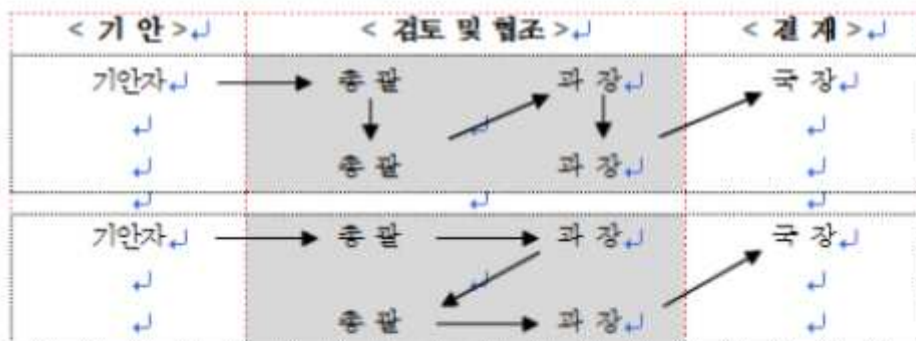 < 기 안 > < 검토 및 협조 > < 결 재 >
기안자 총 괄 과 장 국 장
총 괄 과 장
기안자 총 괄 과 장 국 장
총 괄 과 장